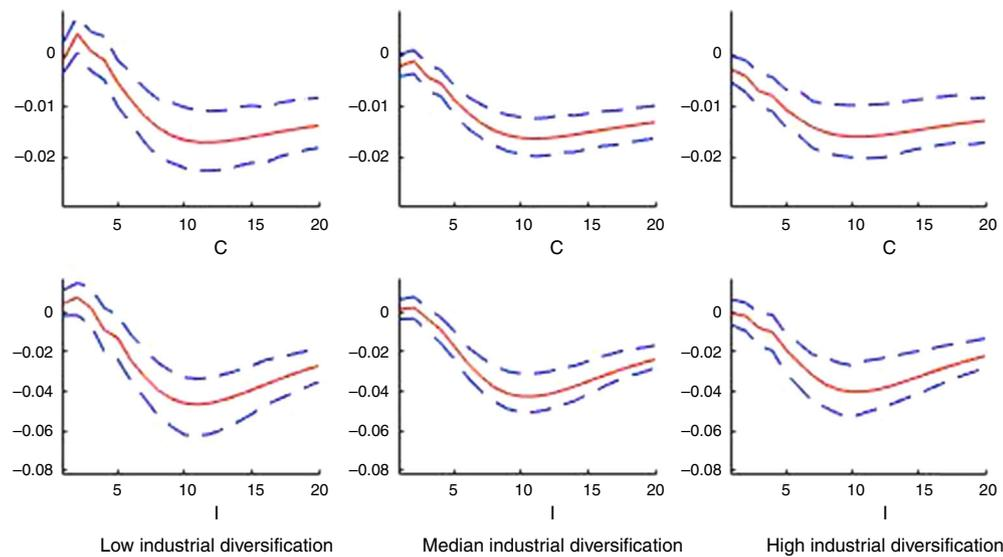 0 0 0
−0.01 −0.01 −0.01
−0.02 −0.02 −0.02
5 10 15 20 5 10 15 20 5 10 15 20
C C C
0 0 0
−0.02 −0.02 −0.02
−0.04 −0.04 −0.04
−0.06 −0.06 −0.06
−0.08 −0.08 −0.08
5 10 15 20 5 10 15 20 5 10 15 20
I I I
Low industrial diversification Median industrial diversification High industrial diversification